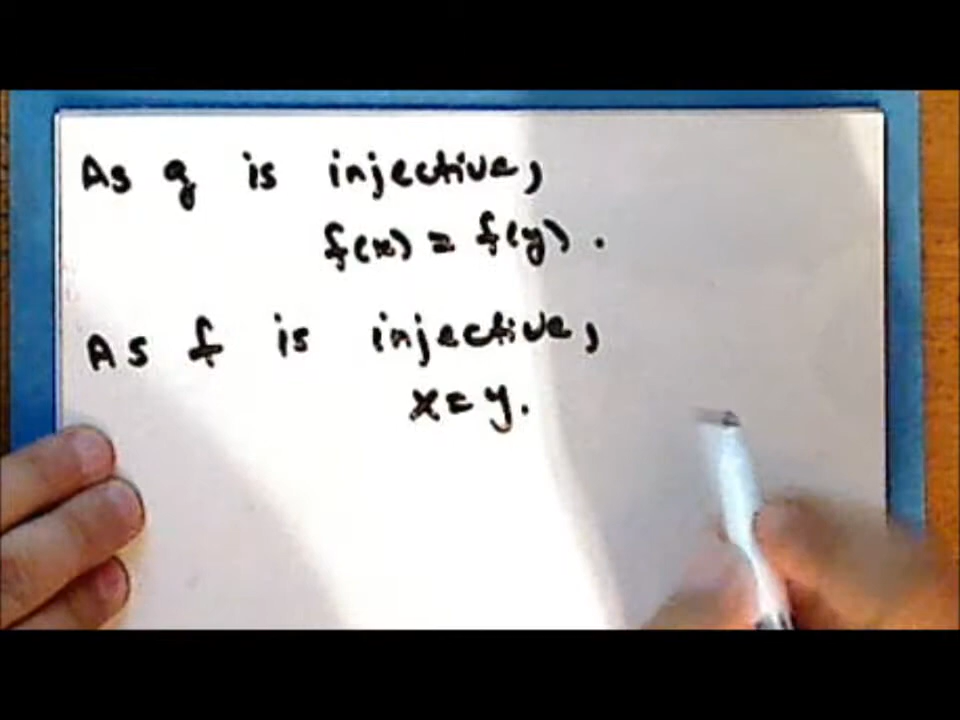 As g is injective,
f(x) = f(y).
As f is injective,
x = y.